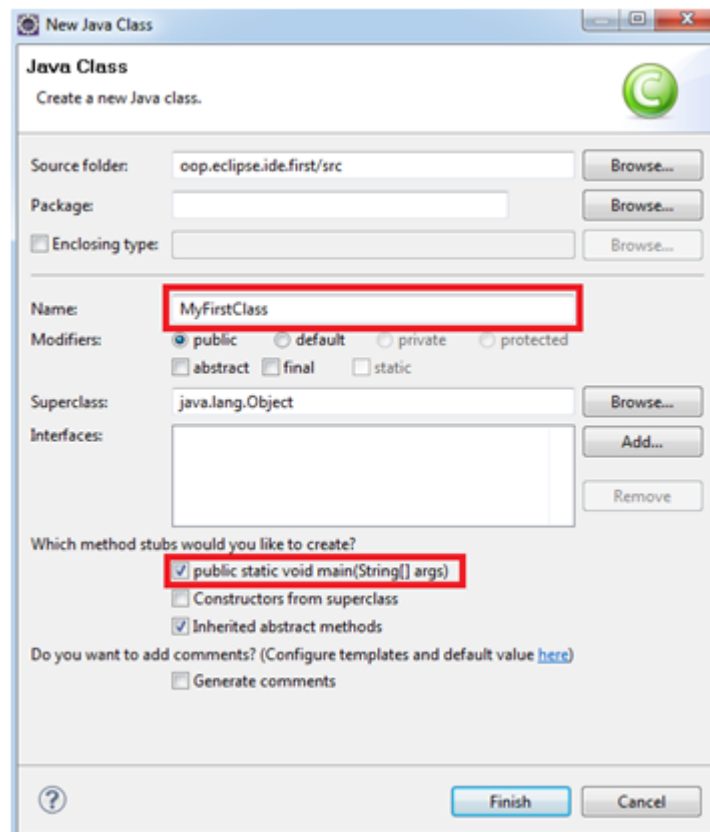 New Java Class
Java Class
Create a new Java class.
Source folder: oop.eclipse.ide.first/src Browse...
Package: Browse...
Enclosing type: Browse...
Name: MyFirstClass
Modifiers: public default private protected
abstract final static
Superclass: java.lang.Object Browse...
Interfaces: Add...
Remove
Which method stubs would you like to create?
public static void main(String[] args)
Constructors from superclass
Inherited abstract methods
Do you want to add comments? (Configure templates and default value here)
Generate comments
? Finish Cancel